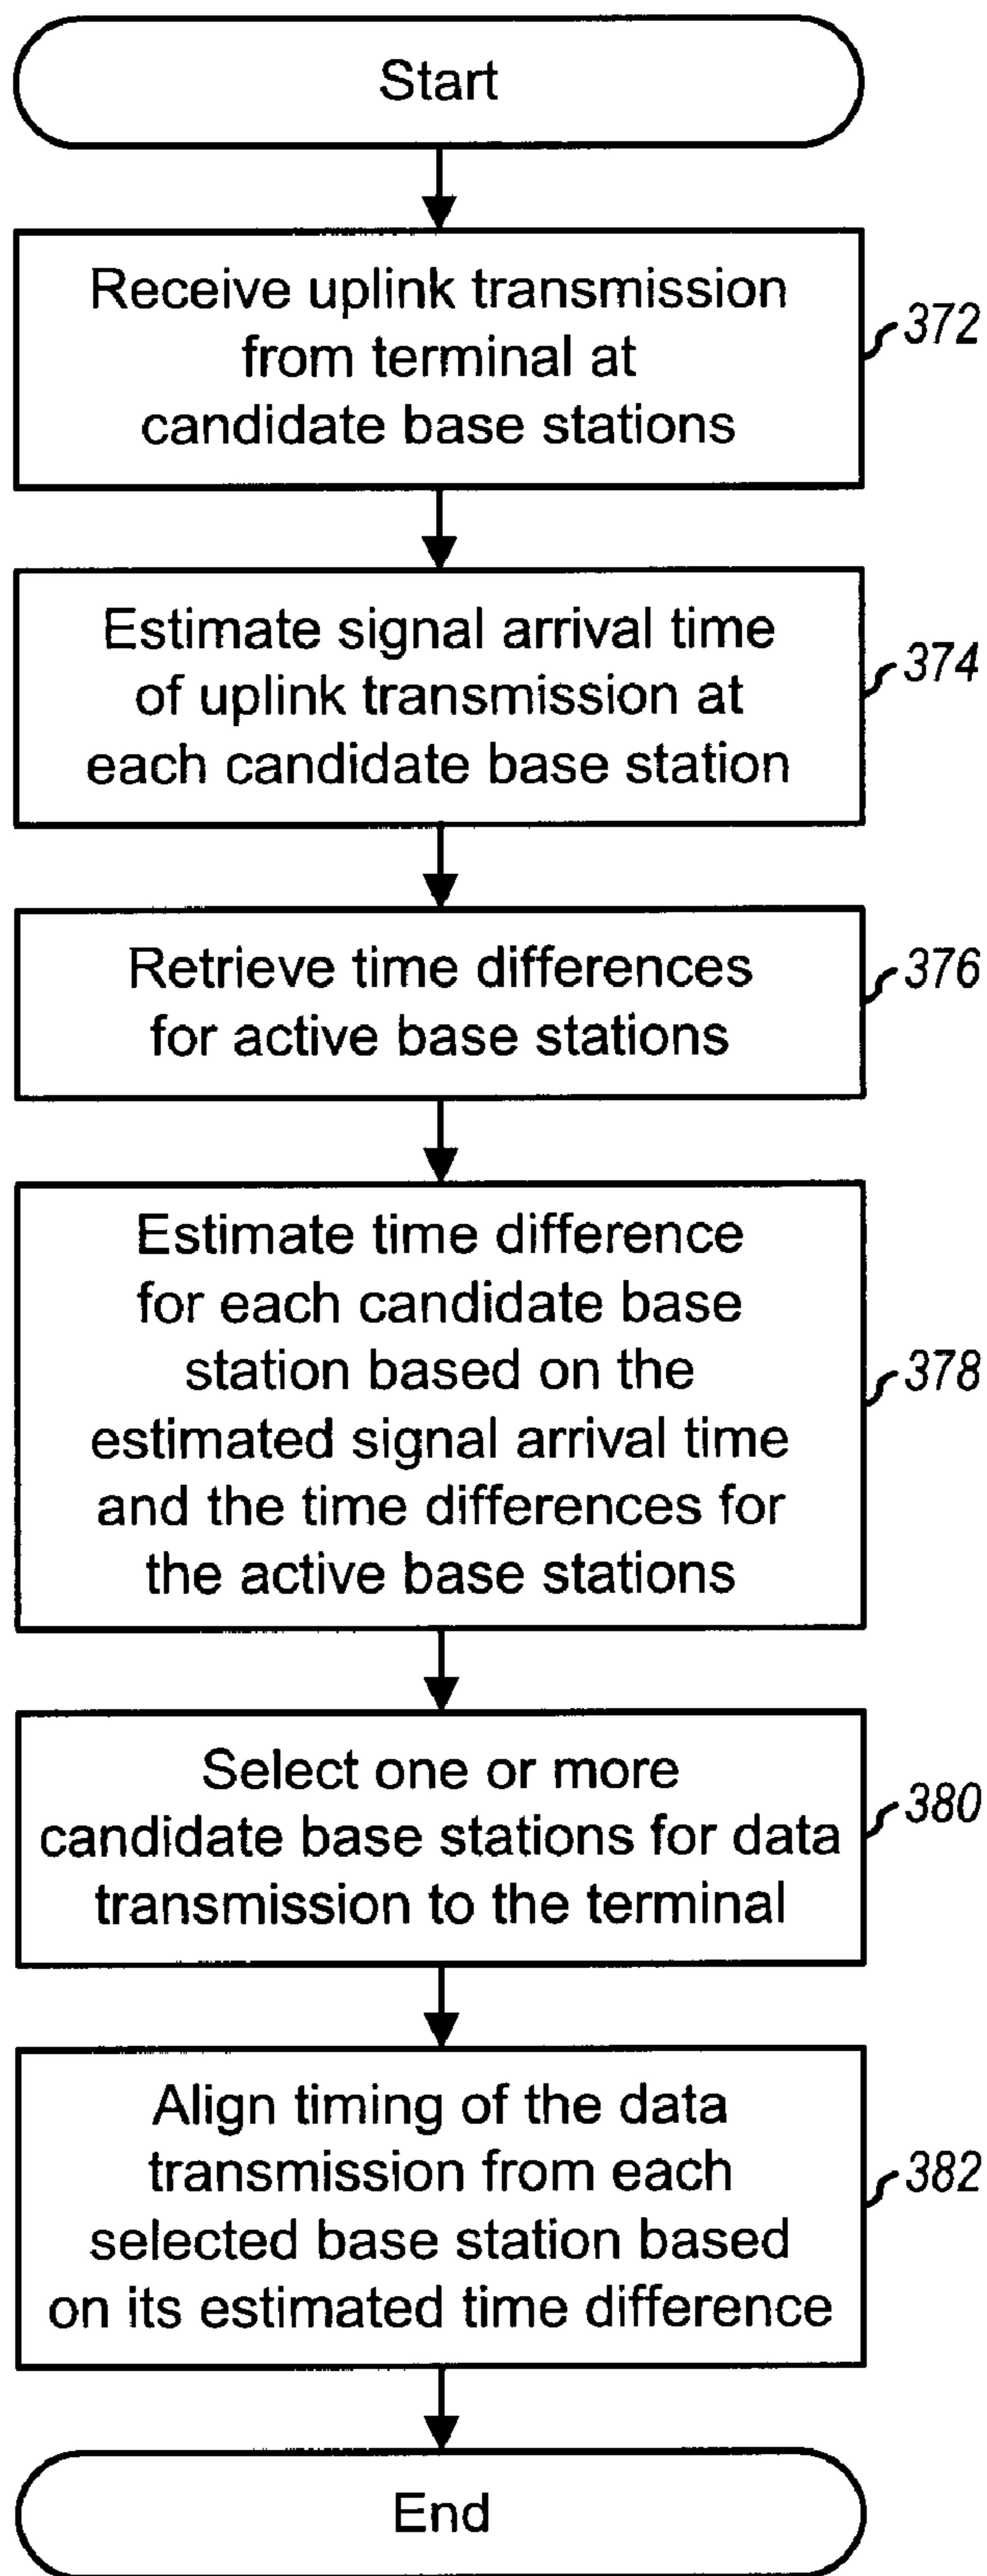 Start
Receive uplink transmission
from terminal at
candidate base stations
372
Estimate signal arrival time
of uplink transmission at
each candidate base station
374
Retrieve time differences
for active base stations
376
Estimate time difference
for each candidate base
station based on the
estimated signal arrival time
and the time differences for
the active base stations
378
Select one or more
candidate base stations for data
transmission to the terminal
380
Align timing of the data
transmission from each
selected base station based
on its estimated time difference
382
End